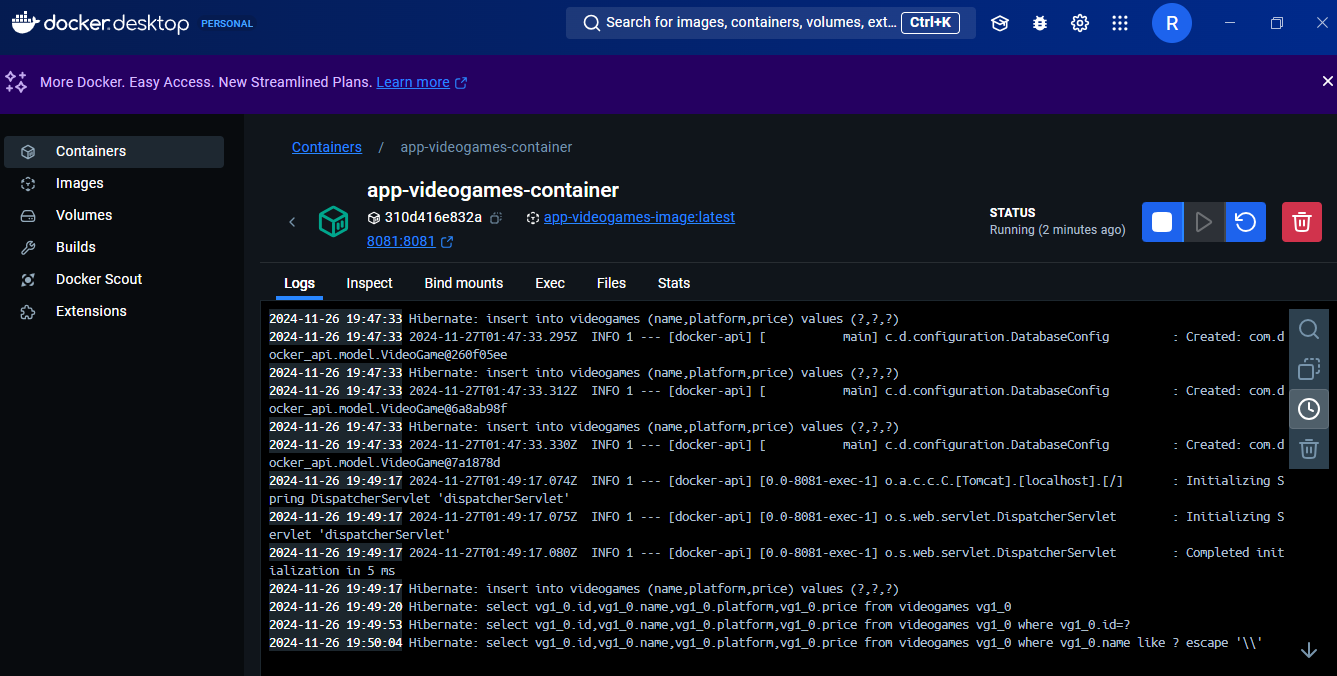 docker.desktop PERSONAL
Search for images, containers, volumes, ext... Ctrl+K
R
More Docker. Easy Access. New Streamlined Plans. Learn more
Containers
Images
Volumes
Builds
Docker Scout
Extensions
Containers / app-videogames-container
app-videogames-container
310d416e832a app-videogames-image:latest
8081:8081
STATUS
Running (2 minutes ago)
Logs Inspect Bind mounts Exec Files Stats
2024-11-26 19:47:33 Hibernate: insert into videogames (name,platform,price) values (?,?,?)
2024-11-26 19:47:33 2024-11-27T01:47:33.295Z  INFO 1 --- [docker-api] [           main] c.d.configuration.DatabaseConfig         : Created: com.d
ocker_api.model.VideoGame@260f05ee
2024-11-26 19:47:33 Hibernate: insert into videogames (name,platform,price) values (?,?,?)
2024-11-26 19:47:33 2024-11-27T01:47:33.312Z  INFO 1 --- [docker-api] [           main] c.d.configuration.DatabaseConfig         : Created: com.d
ocker_api.model.VideoGame@6a8ab98f
2024-11-26 19:47:33 Hibernate: insert into videogames (name,platform,price) values (?,?,?)
2024-11-26 19:47:33 2024-11-27T01:47:33.330Z  INFO 1 --- [docker-api] [           main] c.d.configuration.DatabaseConfig         : Created: com.d
ocker_api.model.VideoGame@7a1878d
2024-11-26 19:49:17 2024-11-27T01:49:17.074Z  INFO 1 --- [docker-api] [0.0-8081-exec-1] o.a.c.c.C.[Tomcat].[localhost].[/]       : Initializing S
pring DispatcherServlet 'dispatcherServlet'
2024-11-26 19:49:17 2024-11-27T01:49:17.075Z  INFO 1 --- [docker-api] [0.0-8081-exec-1] o.s.web.servlet.DispatcherServlet        : Initializing S
ervlet 'dispatcherServlet'
2024-11-26 19:49:17 2024-11-27T01:49:17.080Z  INFO 1 --- [docker-api] [0.0-8081-exec-1] o.s.web.servlet.DispatcherServlet        : Completed init
ialization in 5 ms
2024-11-26 19:49:17 Hibernate: insert into videogames (name,platform,price) values (?,?,?)
2024-11-26 19:49:20 Hibernate: select vg1_0.id,vg1_0.name,vg1_0.platform,vg1_0.price from videogames vg1_0
2024-11-26 19:49:53 Hibernate: select vg1_0.id,vg1_0.name,vg1_0.platform,vg1_0.price from videogames vg1_0 where vg1_0.id=?
2024-11-26 19:50:04 Hibernate: select vg1_0.id,vg1_0.name,vg1_0.platform,vg1_0.price from videogames vg1_0 where vg1_0.name like ? escape '\\'